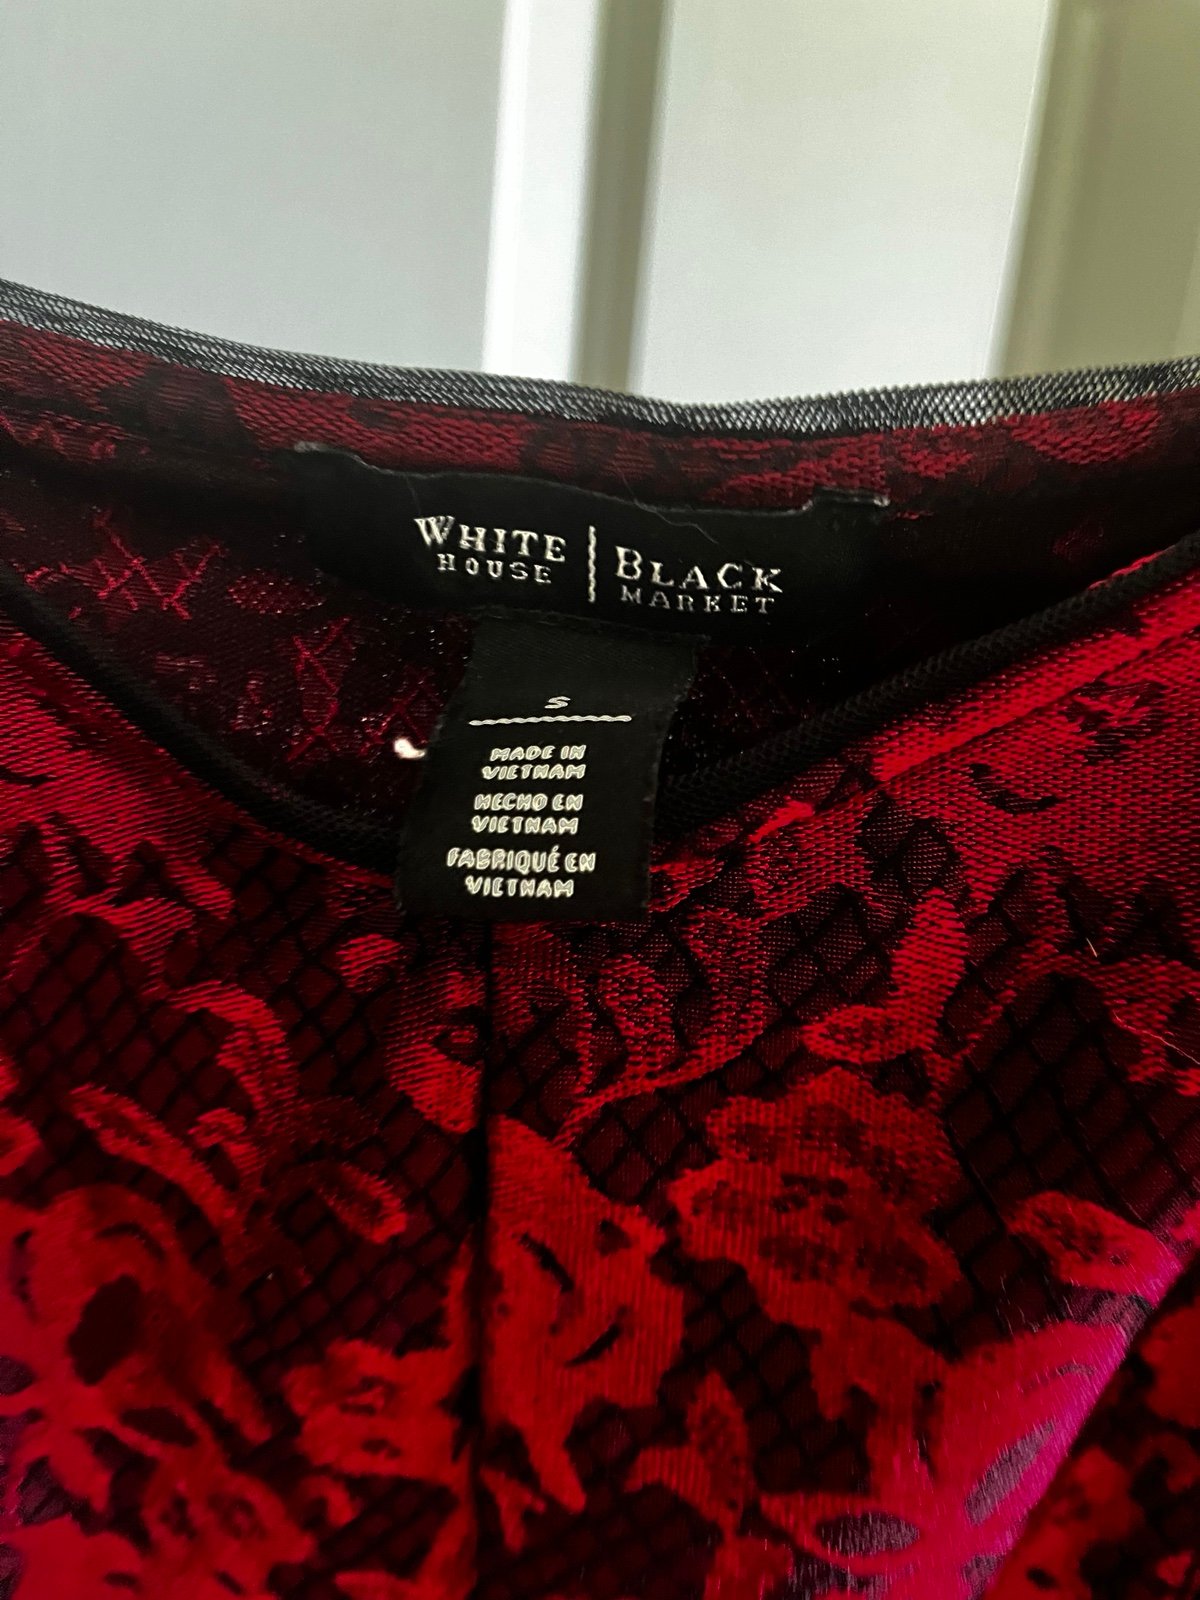 WHITE HOUSE | BLACK MARKET
S
MADE IN
VIETNAM
HECHO EN
VIETNAM
FABRIQUÉ EN
VIETNAM